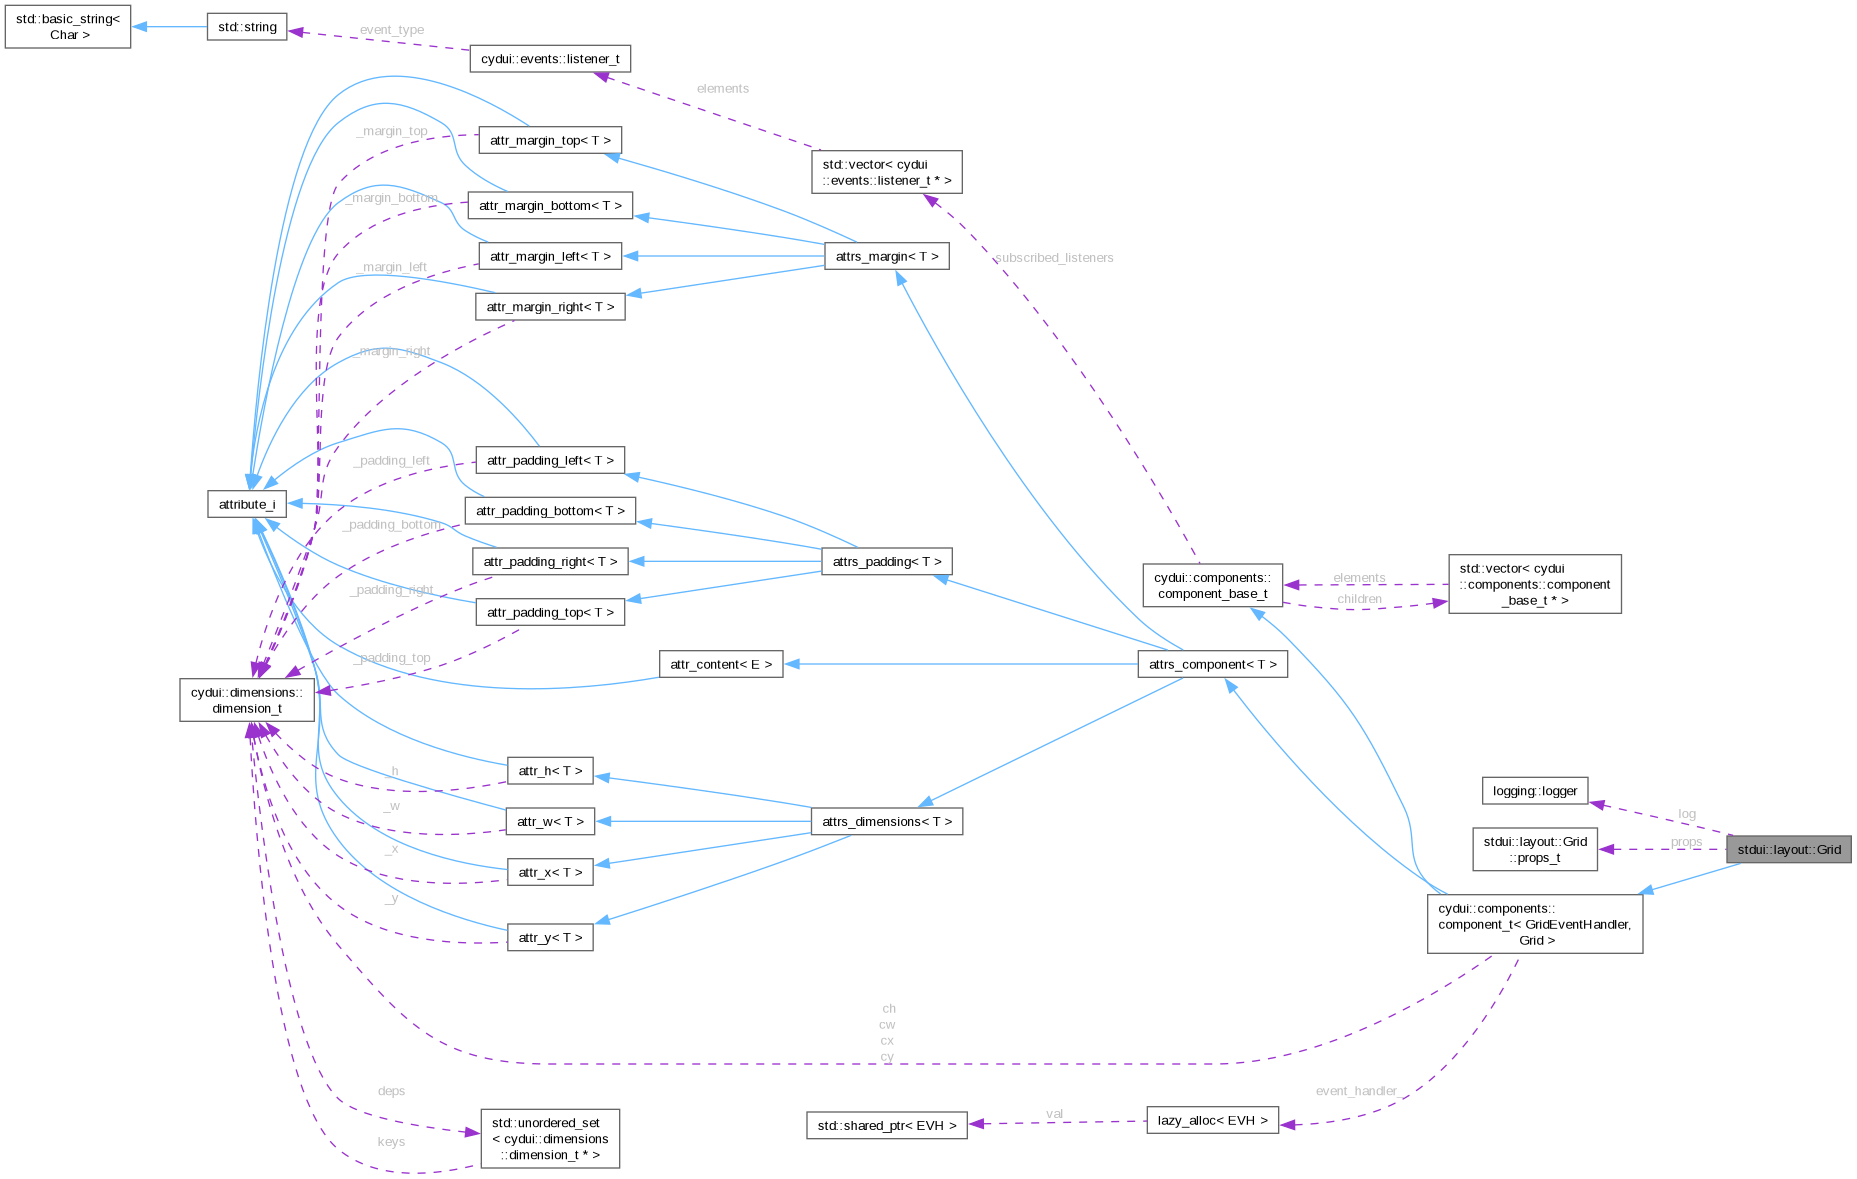 std::basic_string<
Char >
std::string
event_type
cydui::events::listener_t
elements
_margin_top
attr_margin_top< T >
std::vector< cydui
::events::listener_t * >
_margin_bottom
attr_margin_bottom< T >
attr_margin_left< T >
attrs_margin< T >
subscribed_listeners
_margin_left
attr_margin_right< T >
_margin_right
_padding_left
attr_padding_left< T >
attribute_i
attr_padding_bottom< T >
_padding_bottom
attr_padding_right< T >
attrs_padding< T >
cydui::components::
component_base_t
elements
children
std::vector< cydui
::components::component
_base_t * >
_padding_right
attr_padding_top< T >
_padding_top
attr_content< E >
attrs_component< T >
cydui::dimensions::
dimension_t
_h
attr_h< T >
_w
attr_w< T >
attrs_dimensions< T >
_x
attr_x< T >
_y
attr_y< T >
logging::logger
log
stdui::layout::Grid
::props_t
props
stdui::layout::Grid
cydui::components::
component_t< GridEventHandler,
Grid >
ch
cw
cx
cy
deps
keys
std::unordered_set
< cydui::dimensions
::dimension_t * >
std::shared_ptr< EVH >
val
lazy_alloc< EVH >
event_handler_